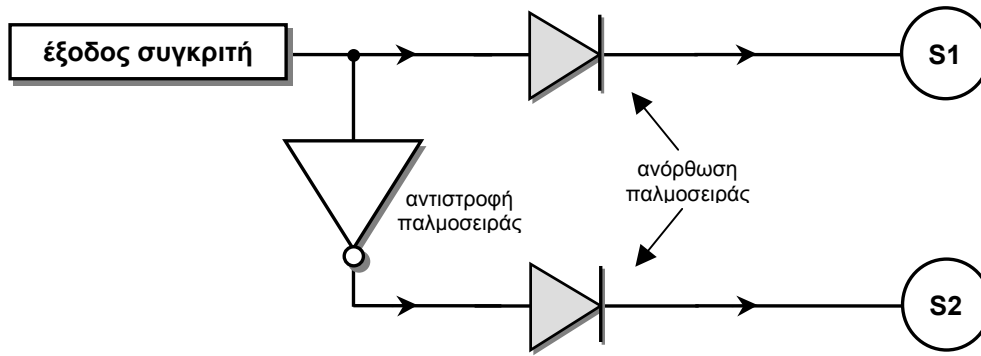 έξοδος συγκριτή
S1
αντιστροφή
παλμοσειράς
ανόρθωση
παλμοσειράς
S2